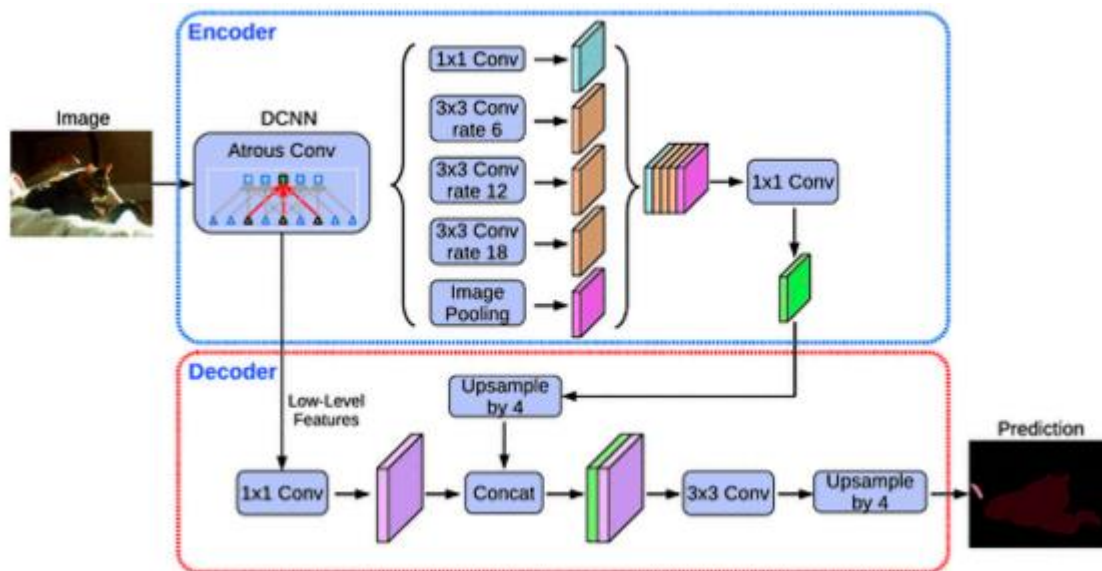 Encoder
Image
DCNN
Atrous Conv
1x1 Conv
3x3 Conv
rate 6
3x3 Conv
rate 12
3x3 Conv
rate 18
Image
Pooling
1x1 Conv
Decoder
Low-Level
Features
Upsample
by 4
1x1 Conv
Concat
3x3 Conv
Upsample
by 4
Prediction